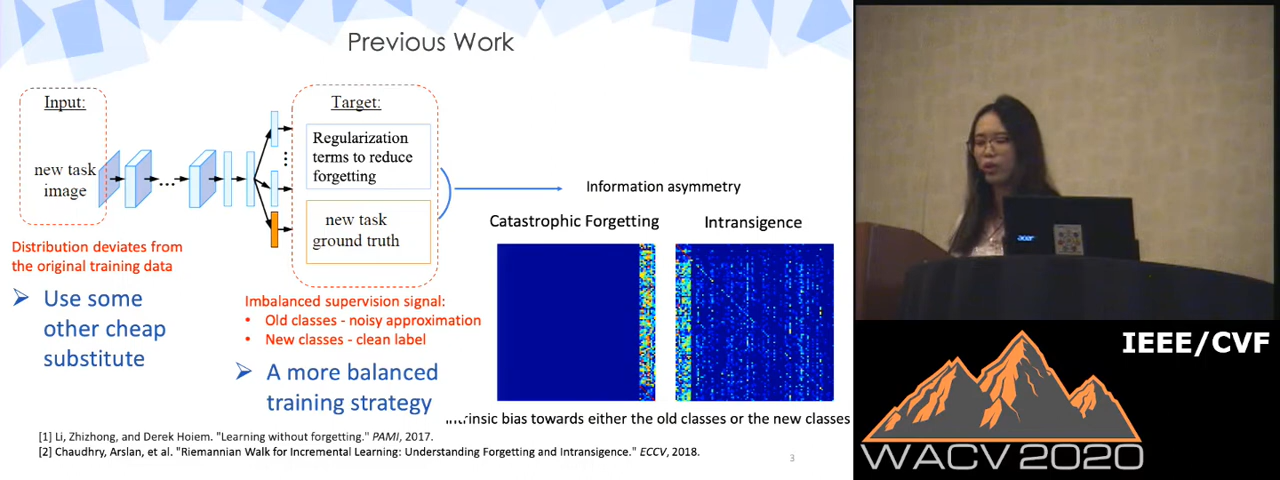 Previous Work
Input:
new task
image
Target:
Regularization
terms to reduce
forgetting
new task
ground truth
Information asymmetry
Catastrophic Forgetting
Intransigence
Distribution deviates from
the original training data
Use some
other cheap
substitute
Imbalanced supervision signal:
• Old classes - noisy approximation
• New classes - clean label
A more balanced
training strategy
bias towards either the old classes or the new classes
[1] Li, Zhizhong, and Derek Hoiem. "Learning without forgetting." PAMI, 2017.
[2] Chaudhry, Arslan, et al. "Riemannian Walk for Incremental Learning: Understanding Forgetting and Intransigence." ECCV, 2018.
3
acer
IEEE/CVF
WACV 2020